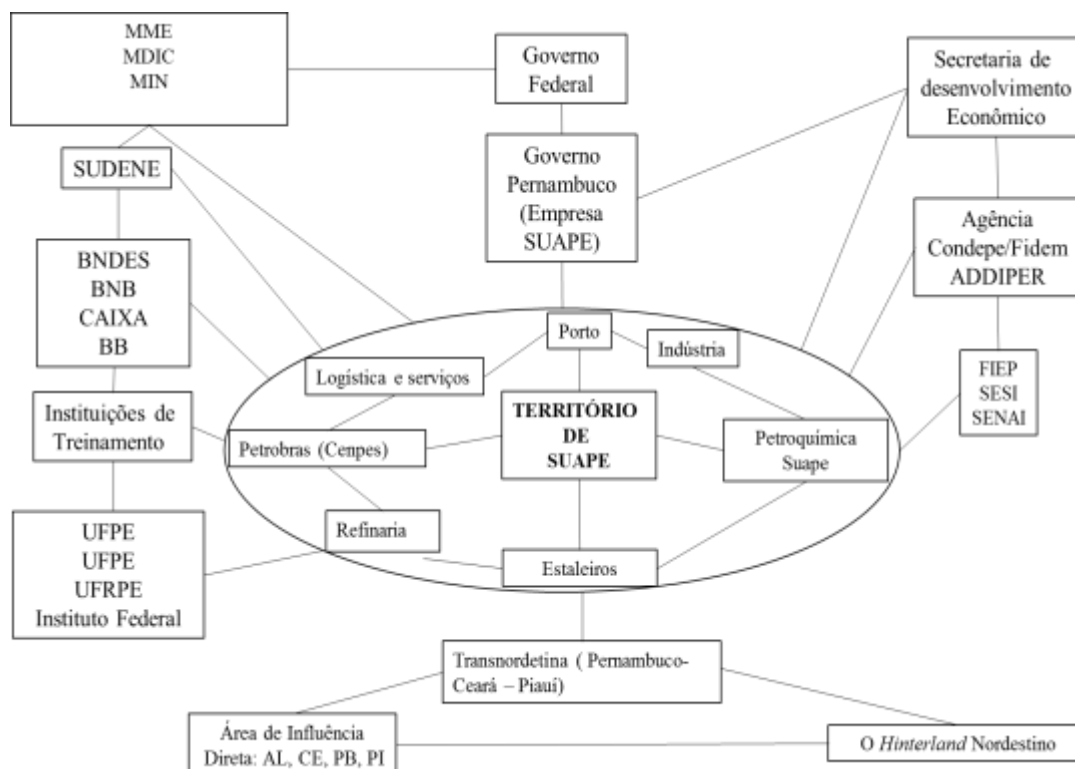 MME
MDIC
MIN
Governo
Federal
Secretaria de
desenvolvimento
Econômico
SUDENE
Governo
Pernambuco
(Empresa
SUAPE)
Agência
Condepe/Fidem
ADDIPER
BNDES
BNB
CAIXA
BB
Porto
Indústria
Logística e serviços
FIEP
SESI
SENAI
Instituições de
Treinamento
TERRITÓRIO
DE
SUAPE
Petrobras (Cenpes)
Petroquímica
Suape
UFPE
UFPE
UFRPE
Instituto Federal
Refinaria
Estaleiros
Transnordetina ( Pernambuco-
Ceará – Piauí)
Área de Influência
Direta: AL, CE, PB, PI
O Hinterland Nordestino